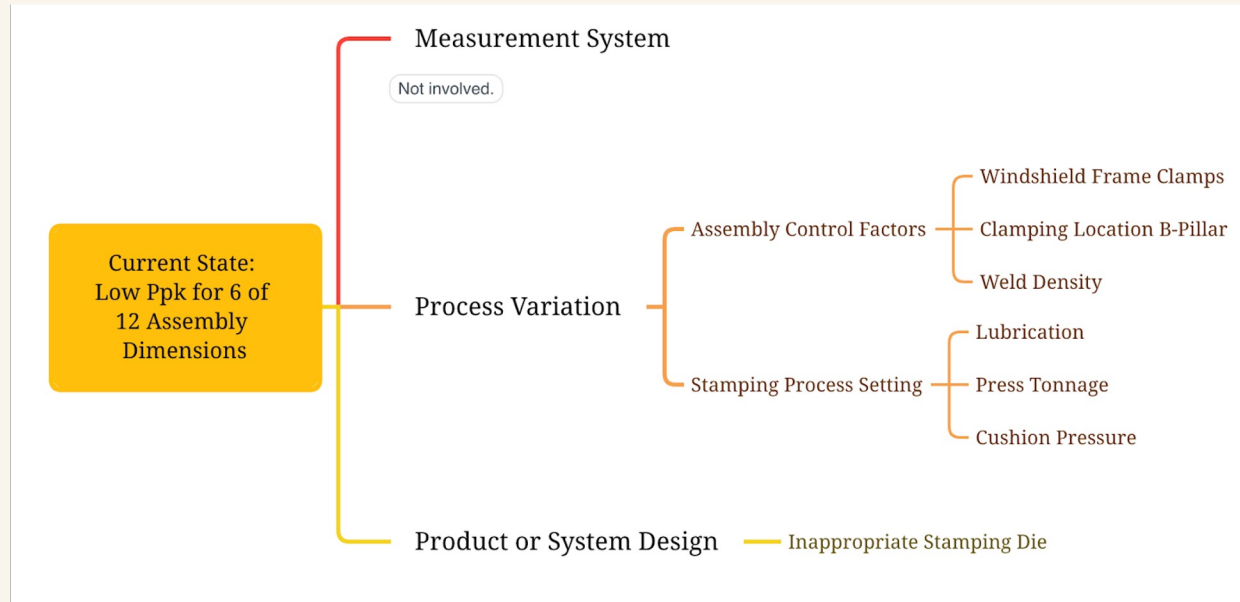 Measurement System
Not involved.
Current State:
Low Ppk for 6 of
12 Assembly
Dimensions
Process Variation
Assembly Control Factors
Windshield Frame Clamps
Clamping Location B-Pillar
Weld Density
Stamping Process Setting
Lubrication
Press Tonnage
Cushion Pressure
Product or System Design
Inappropriate Stamping Die